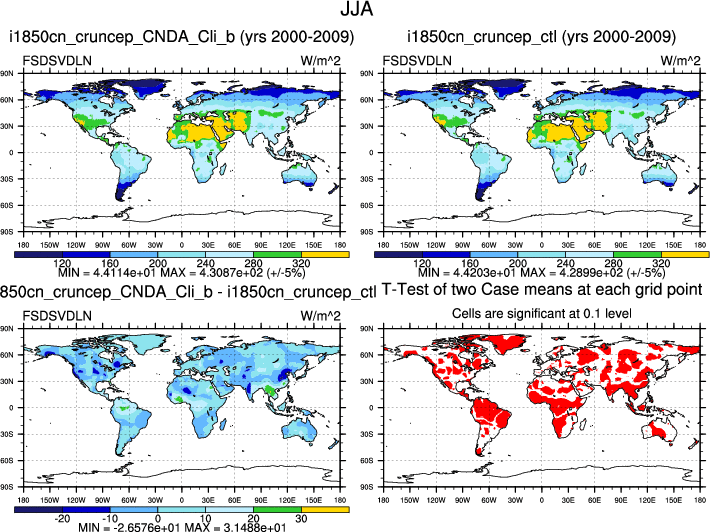 JJA
i1850cn_cruncep_CNDA_Cli_b (yrs 2000-2009)
FSDSVDLN W/m^2
90N
60N
30N
0
30S
60S
90S
180 150W 120W 90W 60W 30W 0 30E 60E 90E 120E 150E 180
120 160 200 240 280 320
MIN = 4.4114e+01 MAX = 4.3087e+02 (+/-5%)
i1850cn_cruncep_ctl (yrs 2000-2009)
FSDSVDLN W/m^2
90N
60N
30N
0
30S
60S
90S
180 150W 120W 90W 60W 30W 0 30E 60E 90E 120E 150E 180
120 160 200 240 280 320
MIN = 4.4203e+01 MAX = 4.2899e+02 (+/-5%)
850cn_cruncep_CNDA_Cli_b - i1850cn_cruncep_ctl
FSDSVDLN W/m^2
90N
60N
30N
0
30S
60S
90S
180 150W 120W 90W 60W 30W 0 30E 60E 90E 120E 150E 180
-20 -10 0 10 20 30
MIN = -2.6576e+01 MAX = 3.1488e+01
T-Test of two Case means at each grid point
Cells are significant at 0.1 level
90N
60N
30N
0
30S
60S
90S
180 150W 120W 90W 60W 30W 0 30E 60E 90E 120E 150E 180